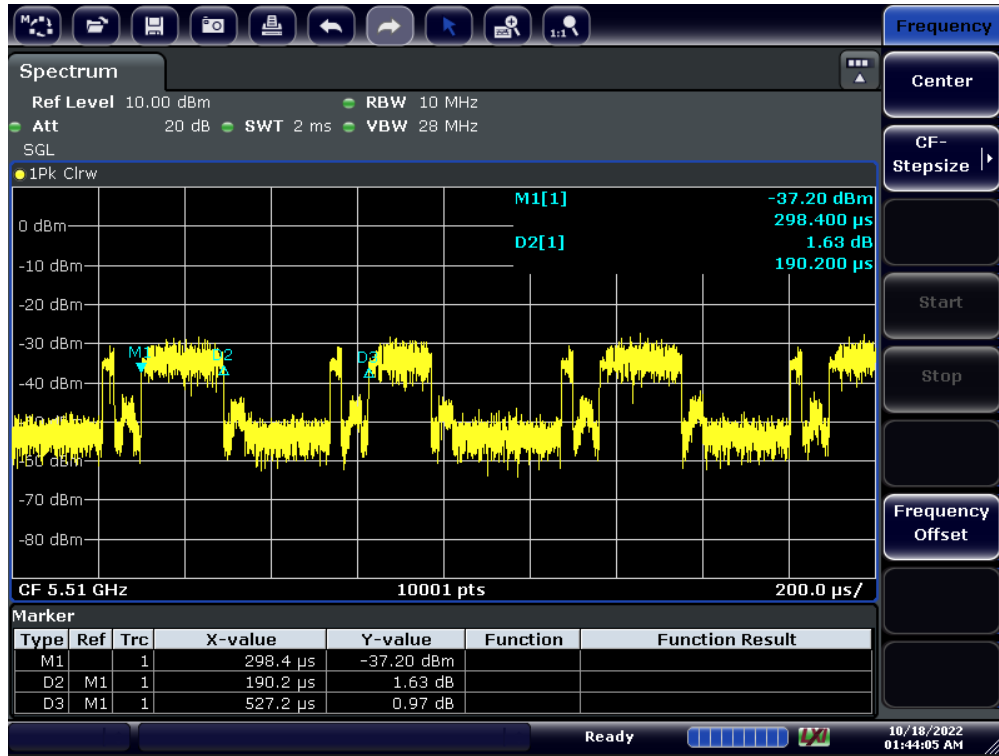 1:1
Frequency
Spectrum
Ref Level 10.00 dBm RBW 10 MHz
Att 20 dB SWT 2 ms VBW 28 MHz
SGL
1Pk Clrw
M1[1] -37.20 dBm
298.400 µs
D2[1] 1.63 dB
190.200 µs
0 dBm
-10 dBm
-20 dBm
-30 dBm
M1 D2 D3
-40 dBm
-60 dBm
-70 dBm
-80 dBm
CF 5.51 GHz 10001 pts 200.0 µs/
Marker
Type Ref Trc X-value Y-value Function Function Result
M1 1 298.4 µs -37.20 dBm
D2 M1 1 190.2 µs 1.63 dB
D3 M1 1 527.2 µs 0.97 dB
Center
CF-
Stepsize
Start
Stop
Frequency
Offset
Ready LXI 10/18/2022
01:44:05 AM